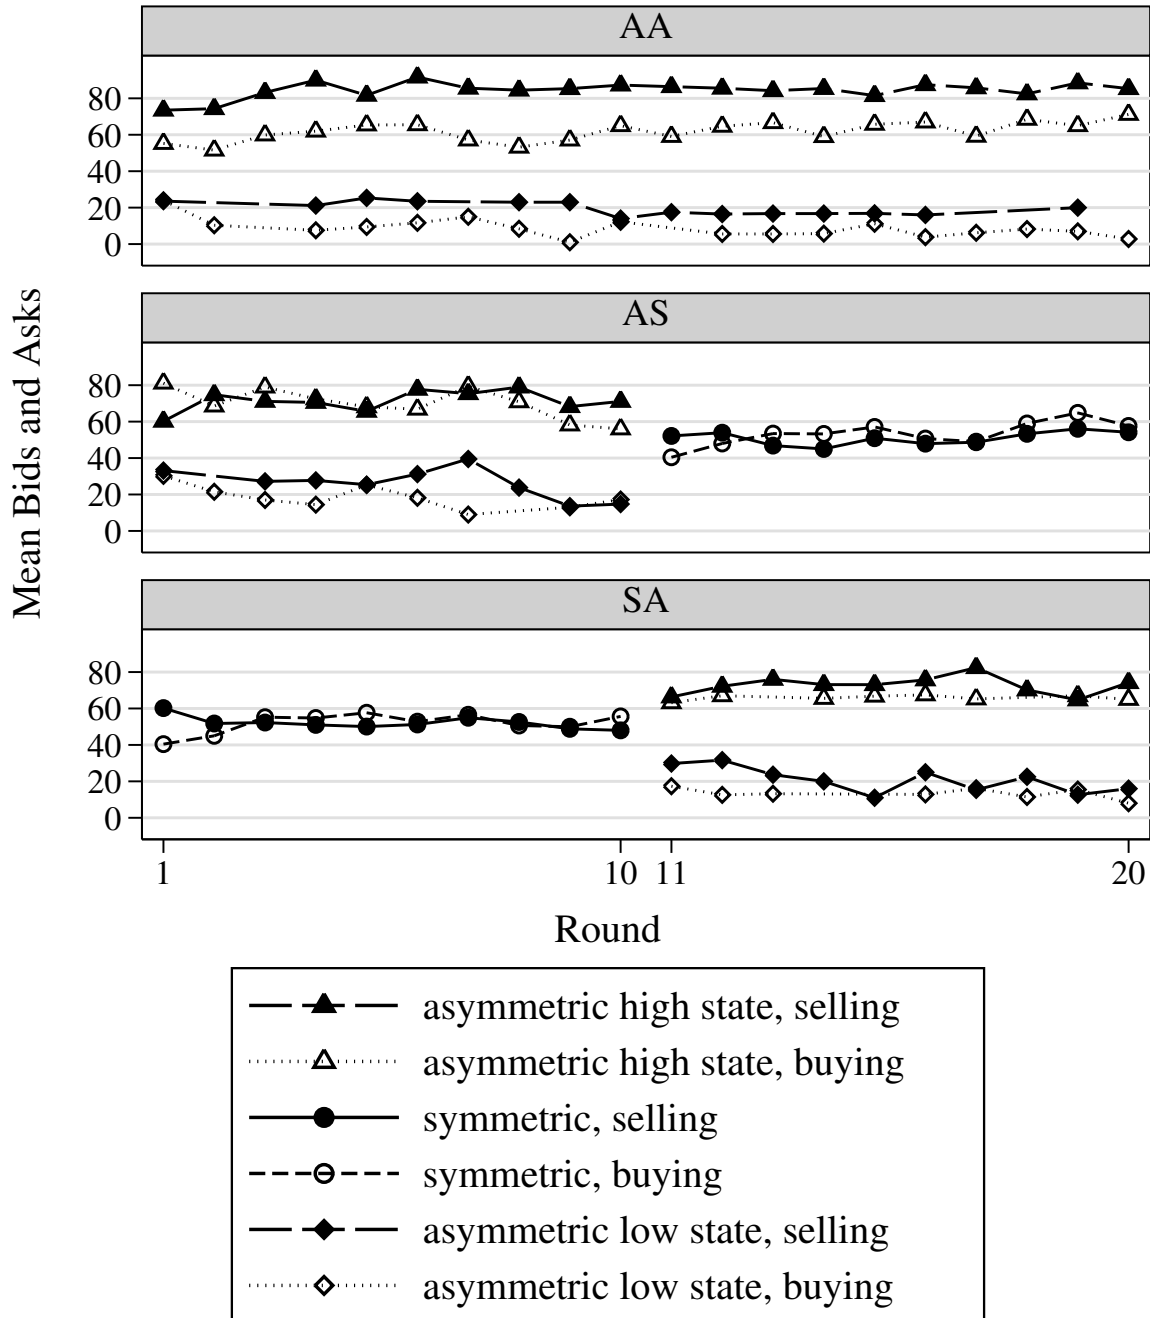 AA
80
60
40
20
0
AS
80
60
40
20
0
SA
80
60
40
20
0
Mean Bids and Asks
1 10 11 20
Round
asymmetric high state, selling
asymmetric high state, buying
symmetric, selling
symmetric, buying
asymmetric low state, selling
asymmetric low state, buying